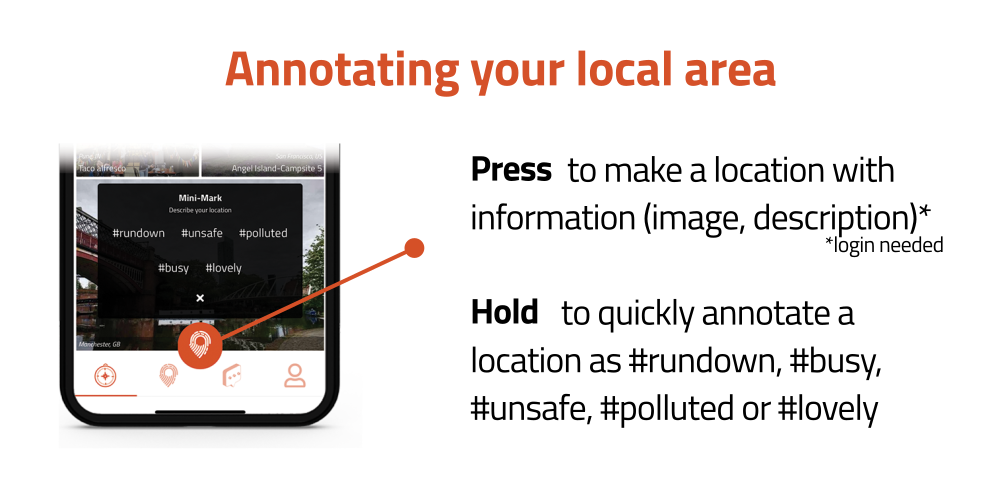 Annotating your local area
Taco alfresco
Angel Island-Campsite 5
Mini-Mark
Describe your location
#rundown #unsafe #polluted
#busy #lovely
Manchester, GB
Press to make a location with
information (image, description)*
*login needed
Hold to quickly annotate a
location as #rundown, #busy,
#unsafe, #polluted or #lovely